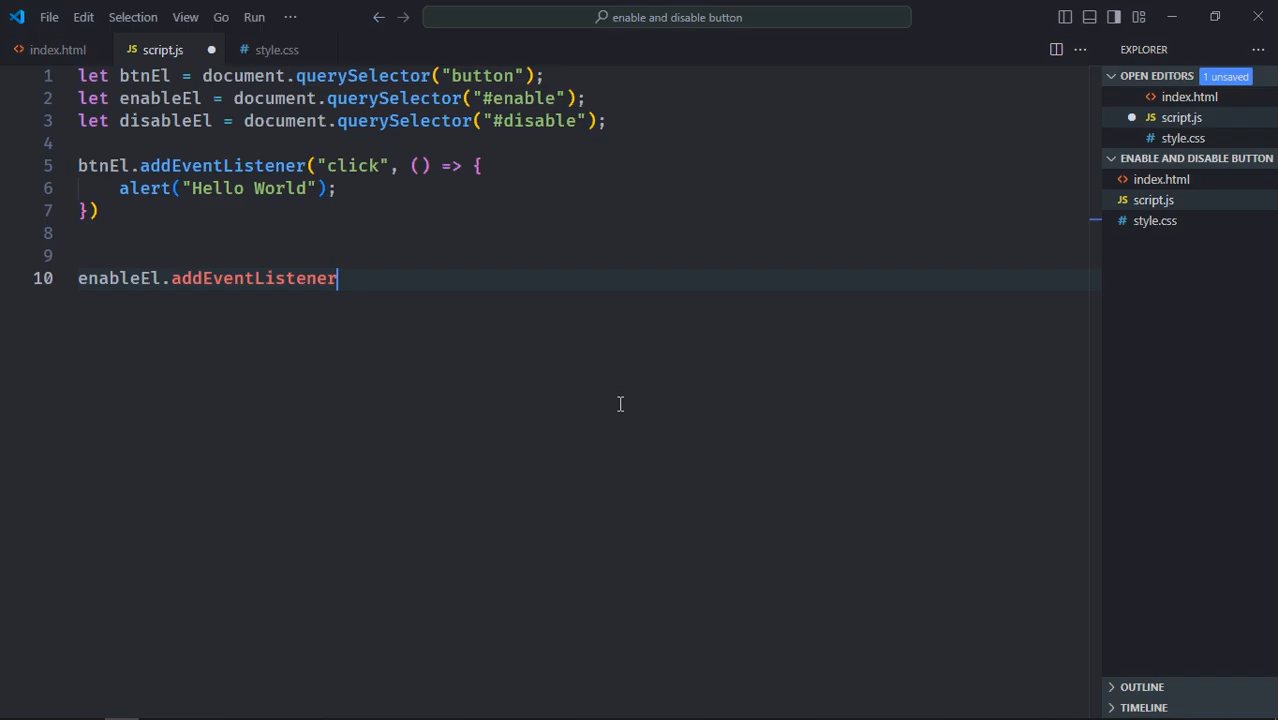 File Edit Selection View Go Run ··· ← → enable and disable button
index.html JS script.js ● # style.css ··· EXPLORER ···
1 let btnEl = document.querySelector("button");
2 let enableEl = document.querySelector("#enable");
3 let disableEl = document.querySelector("#disable");
4
5 btnEl.addEventListener("click", () => {
6 alert("Hello World");
7 })
8
9
10 enableEl.addEventListener
OPEN EDITORS 1 unsaved
<> index.html
● JS script.js
# style.css
ENABLE AND DISABLE BUTTON
<> index.html
JS script.js
# style.css
OUTLINE
TIMELINE